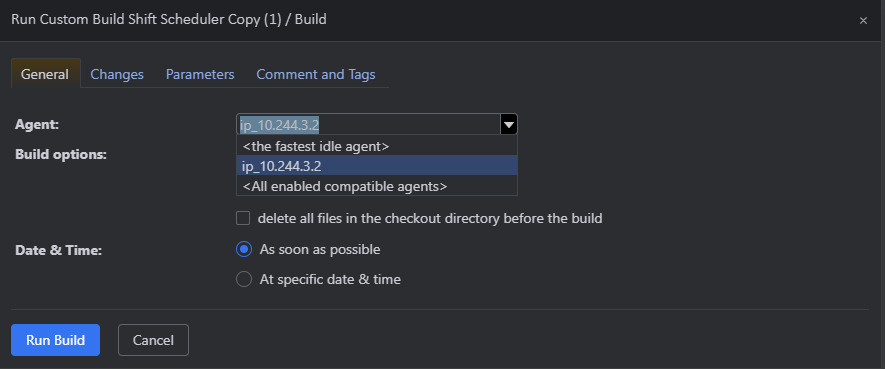 Run Custom Build Shift Scheduler Copy (1) / Build
×
General Changes Parameters Comment and Tags
Agent: ip_10.244.3.2
<the fastest idle agent>
Build options:
ip_10.244.3.2
<All enabled compatible agents>
delete all files in the checkout directory before the build
Date & Time: As soon as possible
At specific date & time
Run Build Cancel